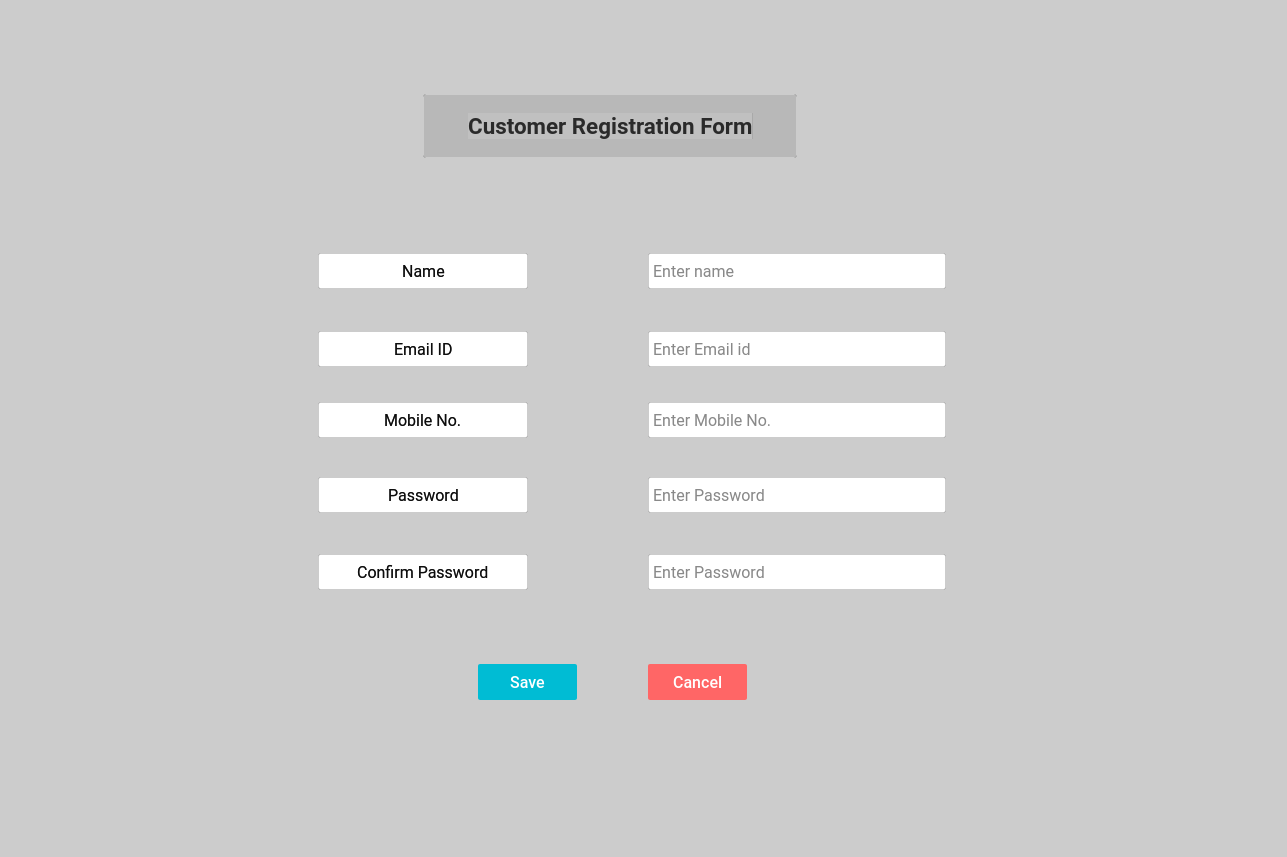 Customer Registration Form
Name
Enter name
Email ID
Enter Email id
Mobile No.
Enter Mobile No.
Password
Enter Password
Confirm Password
Enter Password
Save
Cancel